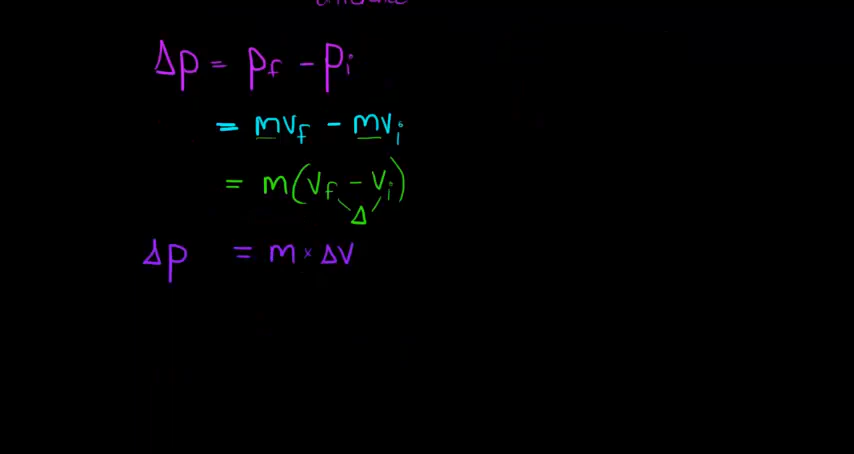 Δp = pf - pi
= mvf - mvi
= m(vf - vi)
Δ
Δp = m × Δv